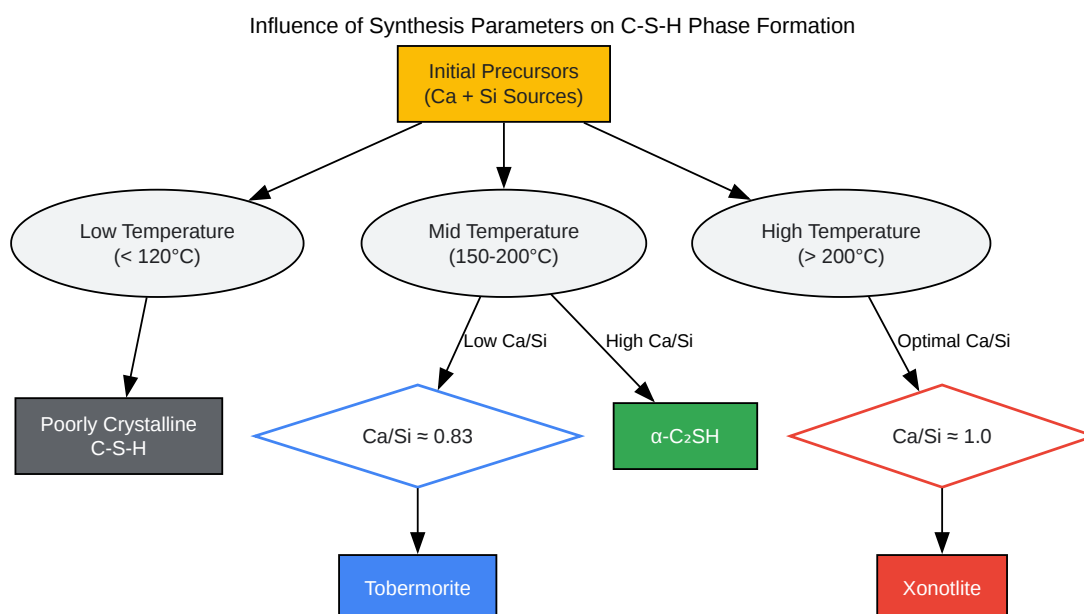 Influence of Synthesis Parameters on C-S-H Phase Formation
Initial Precursors
(Ca + Si Sources)
Low Temperature
(< 120°C)
Mid Temperature
(150-200°C)
High Temperature
(> 200°C)
Low Ca/Si
High Ca/Si
Optimal Ca/Si
Poorly Crystalline
C-S-H
Ca/Si ≈ 0.83
α-C₂SH
Ca/Si ≈ 1.0
Tobermorite
Xonotlite